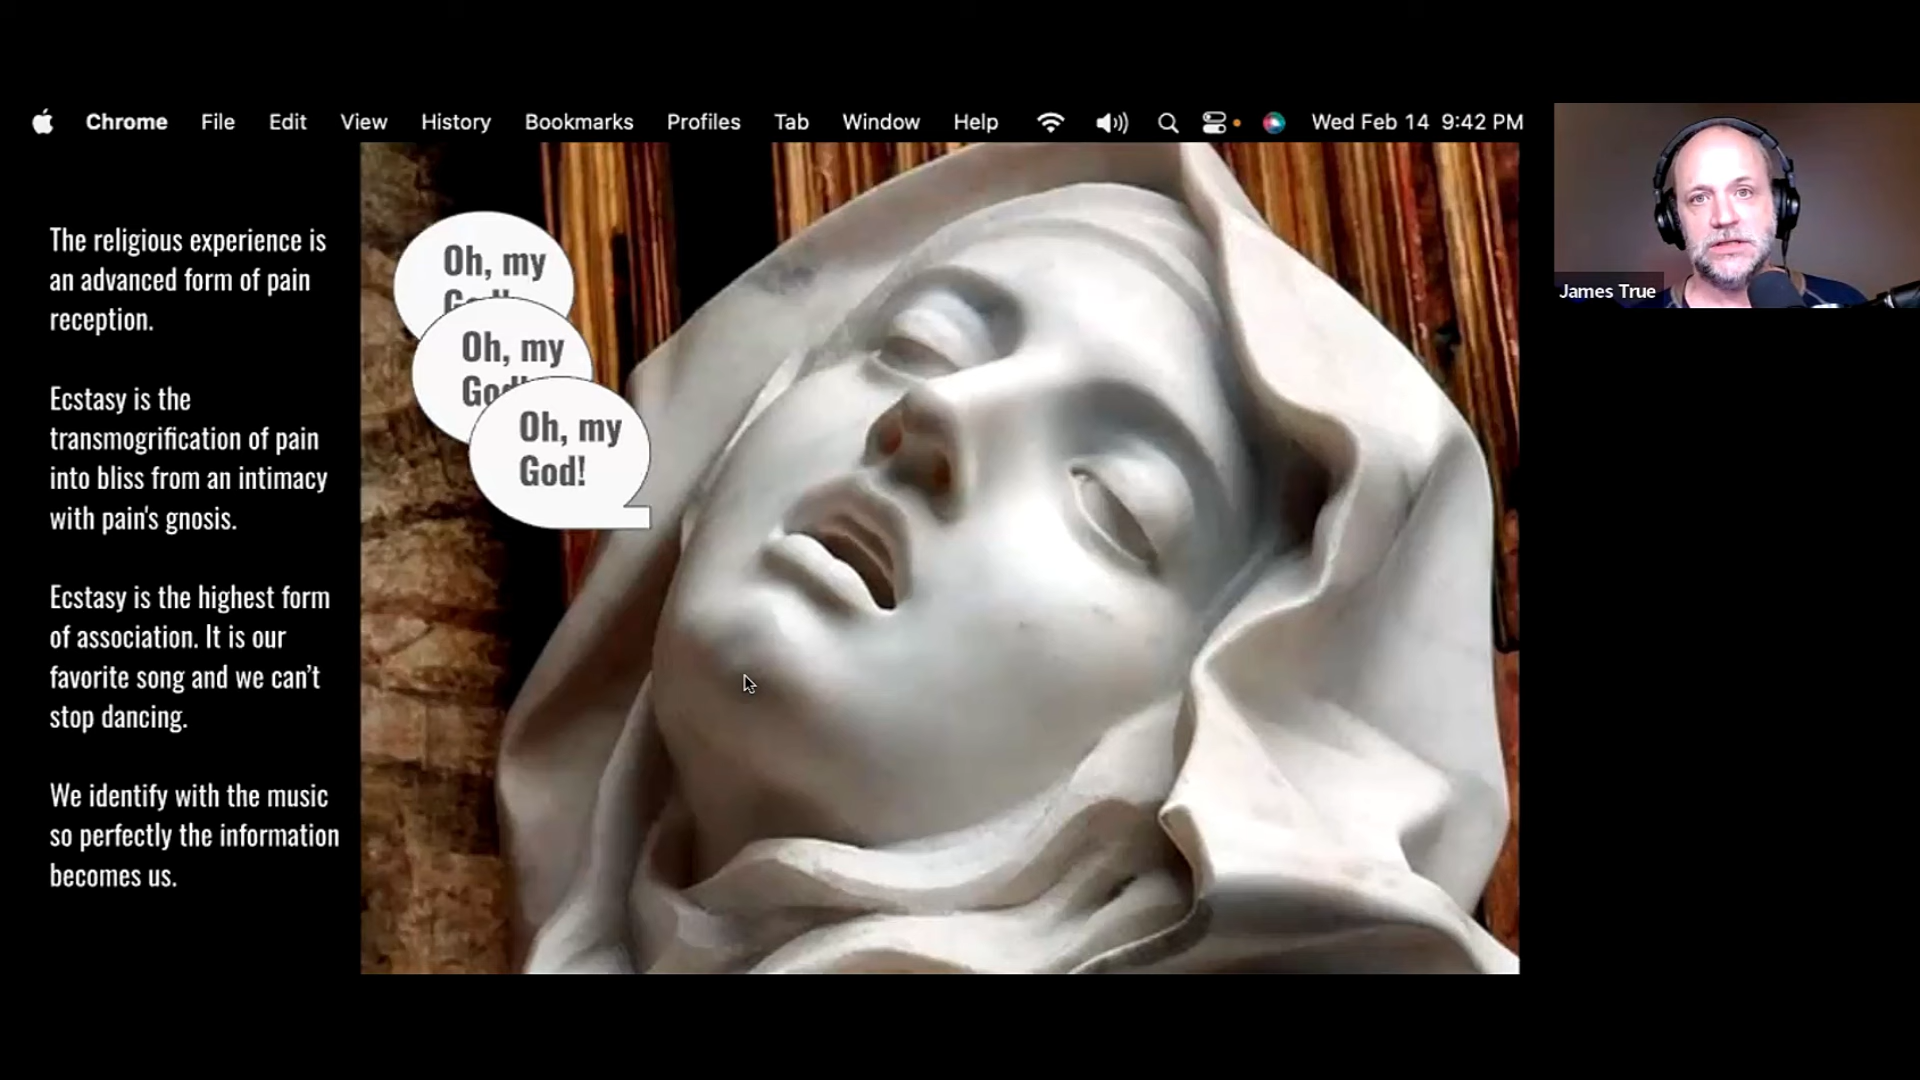 Chrome File Edit View History Bookmarks Profiles Tab Window Help Wed Feb 14 9:42 PM
The religious experience is
an advanced form of pain
reception.
Ecstasy is the
transmogrification of pain
into bliss from an intimacy
with pain's gnosis.
Ecstasy is the highest form
of association. It is our
favorite song and we can't
stop dancing.
We identify with the music
so perfectly the information
becomes us.
Oh, my
Oh, my
Oh, my
God!
James True